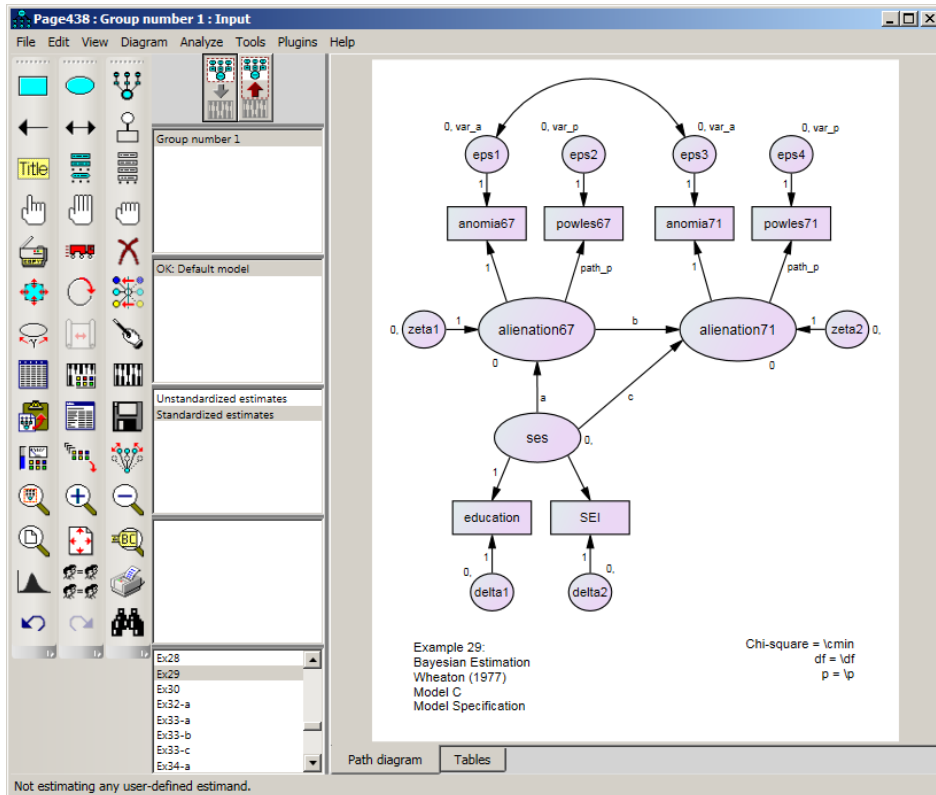 Page438 : Group number 1 : Input
File Edit View Diagram Analyze Tools Plugins Help
Title
Group number 1
OK: Default model
Unstandardized estimates
Standardized estimates
Ex28
Ex29
Ex30
Ex32-a
Ex33-a
Ex33-b
Ex33-c
Ex34-a
0, var_a
0, var_p
0, var_a
0, var_p
eps1
eps2
eps3
eps4
1
1
1
1
anomia67
powles67
anomia71
powles71
1
path_p
1
path_p
0,
zeta1
1
alienation67
b
alienation71
1
zeta2
0,
0
0
a
c
ses
0,
1
education
SEI
1
1
0,
0,
delta1
delta2
Example 29:
Bayesian Estimation
Wheaton (1977)
Model C
Model Specification
Chi-square = \cmin
df = \df
p = \p
Path diagram
Tables
Not estimating any user-defined estimand.